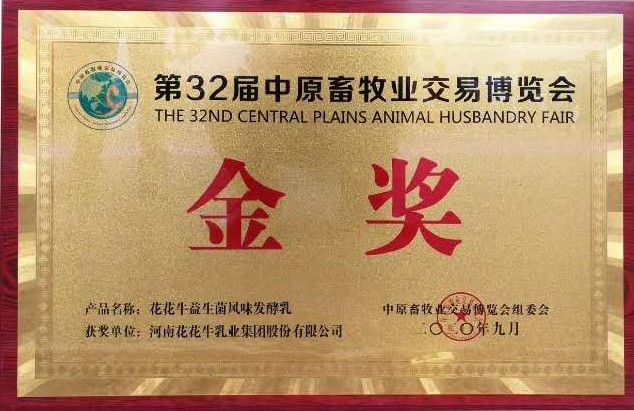 第32届中原畜牧业交易博览会
THE 32ND CENTRAL PLAINS ANIMAL HUSBANDRY FAIR
金奖
产品名称：花花牛益生菌风味发酵乳
获奖单位：河南花花牛乳业集团股份有限公司
中原畜牧业交易博览会组委会
二〇二〇年九月